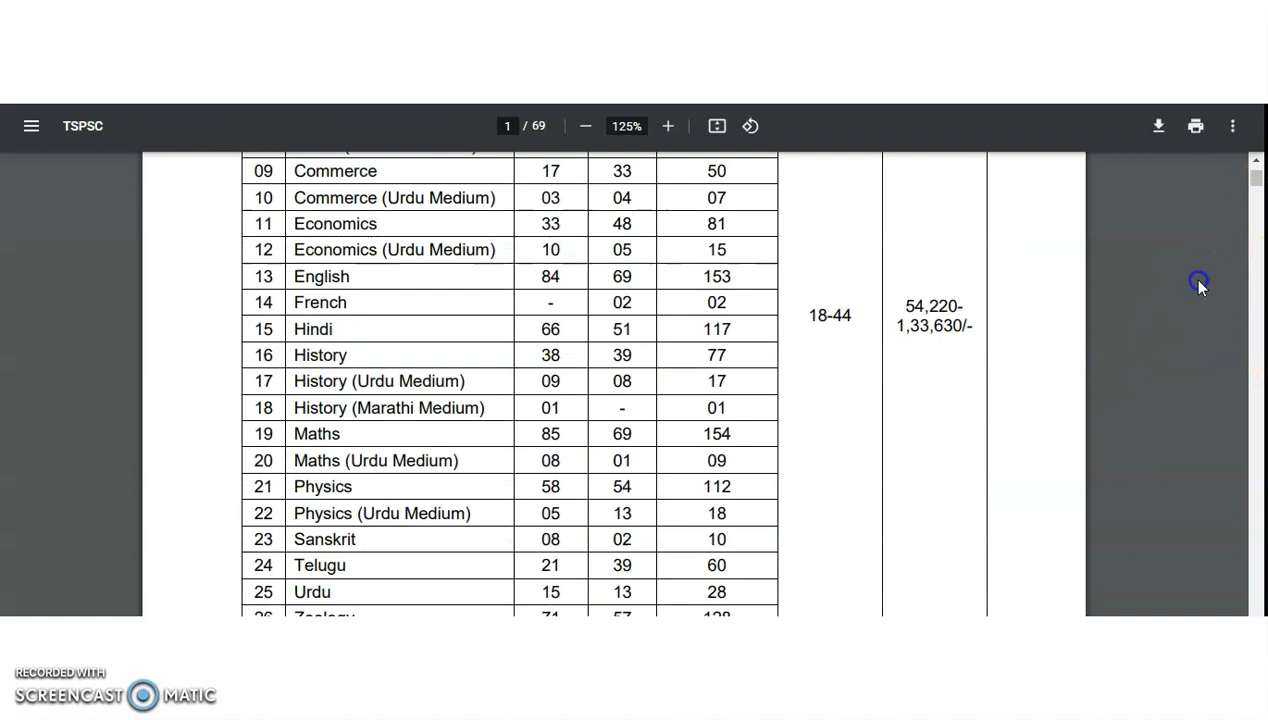 TSPSC 1 / 69 125%
09 Commerce 17 33 50
10 Commerce (Urdu Medium) 03 04 07
11 Economics 33 48 81
12 Economics (Urdu Medium) 10 05 15
13 English 84 69 153
14 French - 02 02
15 Hindi 66 51 117
16 History 38 39 77
17 History (Urdu Medium) 09 08 17
18 History (Marathi Medium) 01 - 01
19 Maths 85 69 154
20 Maths (Urdu Medium) 08 01 09
21 Physics 58 54 112
22 Physics (Urdu Medium) 05 13 18
23 Sanskrit 08 02 10
24 Telugu 21 39 60
25 Urdu 15 13 28
26 Zoology 71 57 128
18-44
54,220-
1,33,630/-
RECORDED WITH
SCREENCAST MATIC